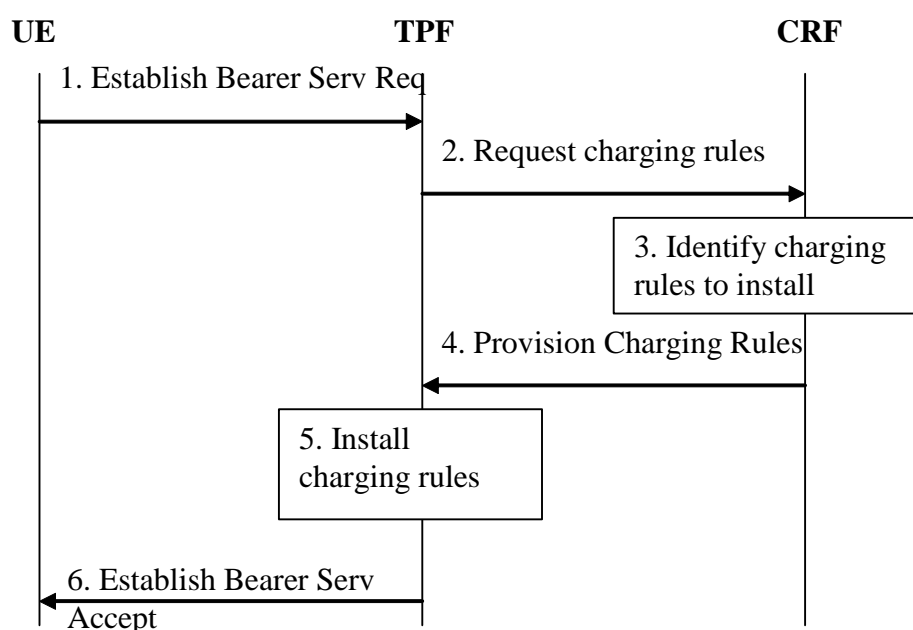 UE TPF CRF
1. Establish Bearer Serv Req
2. Request charging rules
3. Identify charging
rules to install
4. Provision Charging Rules
5. Install
charging rules
6. Establish Bearer Serv
Accept